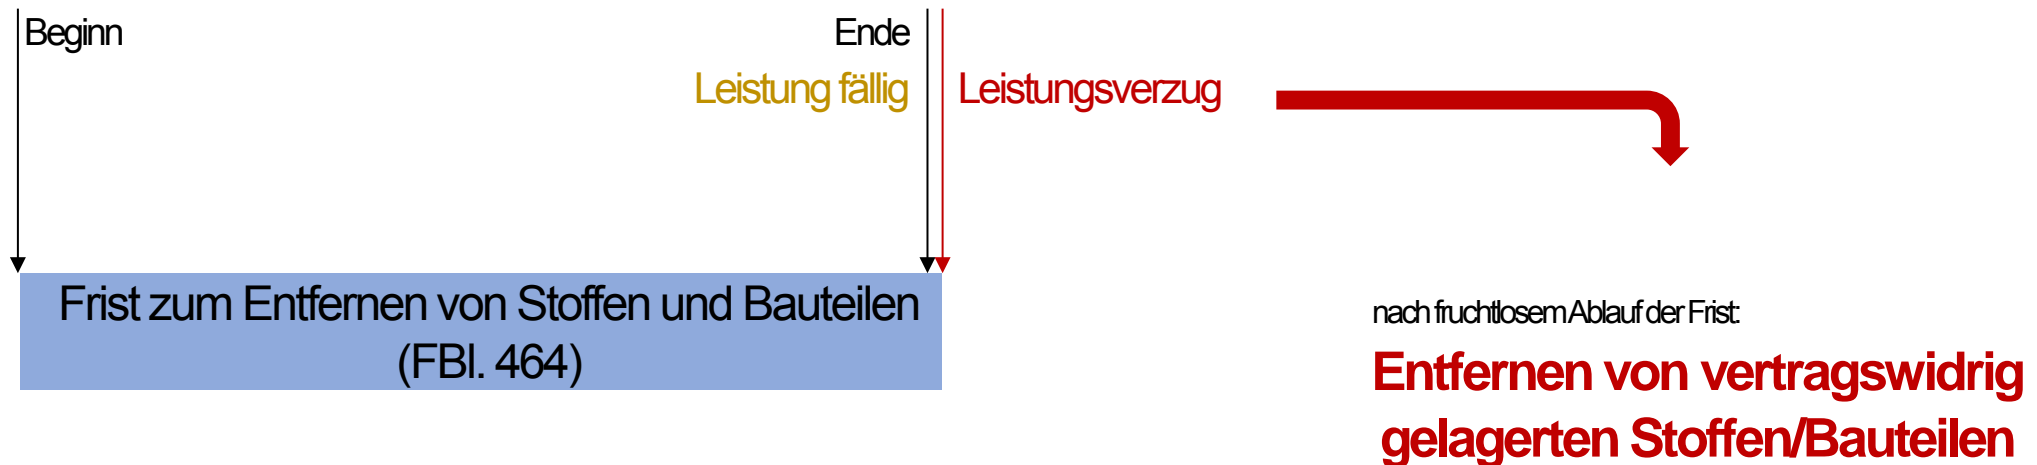 Beginn
Ende
Leistung fällig
Leistungsverzug
Frist zum Entfernen von Stoffen und Bauteilen
(FBl. 464)
nach fruchtlosem Ablauf der Frist:
Entfernen von vertragswidrig
gelagerten Stoffen/Bauteilen